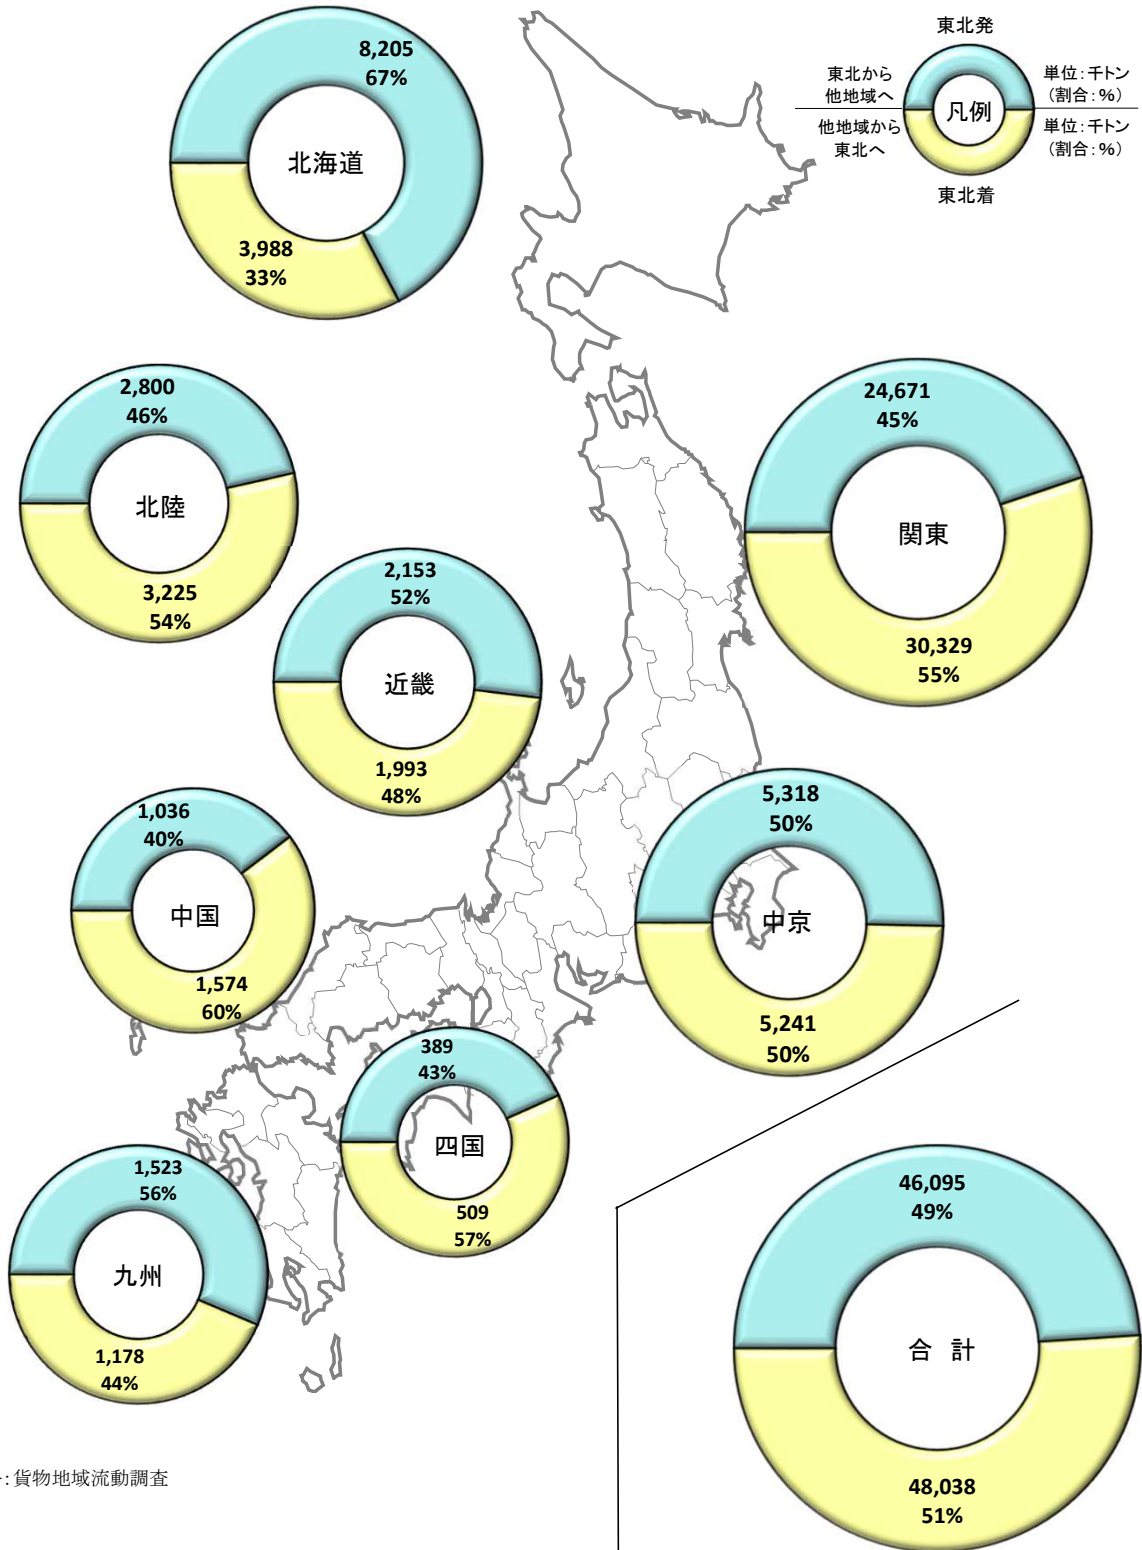 東北発
東北から
他地域へ
単位:千トン
(割合:%)
凡例
他地域から
東北へ
単位:千トン
(割合:%)
東北着
8,205
67%
北海道
3,988
33%
2,800
46%
北陸
3,225
54%
24,671
45%
関東
30,329
55%
2,153
52%
近畿
1,993
48%
1,036
40%
中国
1,574
60%
5,318
50%
中京
5,241
50%
389
43%
四国
509
57%
1,523
56%
九州
1,178
44%
46,095
49%
合 計
48,038
51%
:貨物地域流動調査